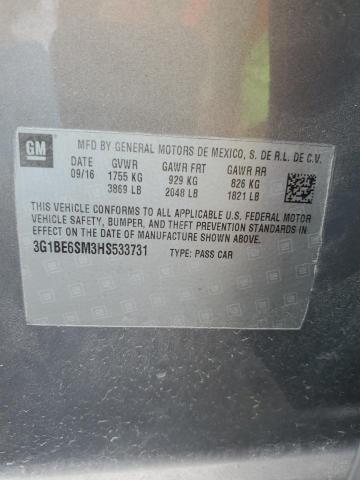 GM
MFD BY GENERAL MOTORS DE MEXICO, S. DE R.L. DE C.V.
DATE GVWR GAWR FRT GAWR RR
09/16 1755 KG 929 KG 826 KG
3869 LB 2048 LB 1821 LB
THIS VEHICLE CONFORMS TO ALL APPLICABLE U.S. FEDERAL MOTOR
VEHICLE SAFETY, BUMPER, AND THEFT PREVENTION STANDARDS IN
EFFECT ON THE DATE OF MANUFACTURE SHOWN ABOVE.
3G1BE6SM3HS533731 TYPE: PASS CAR